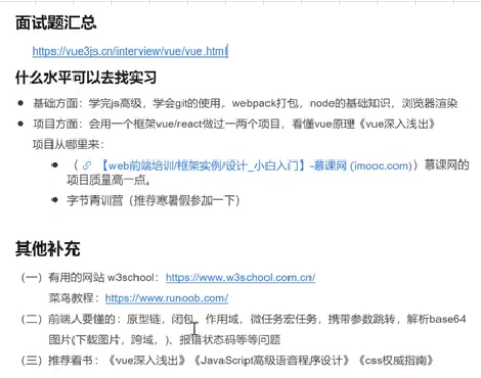 面试题汇总
https://vue3js.cn/interview/vue/vue.html
什么水平可以去找实习
● 基础方面：学完js高级，学会git的使用，webpack打包，node的基础知识，浏览器渲染
● 项目方面：会用一个框架vue/react做过一两个项目，看懂vue原理《vue深入浅出》
项目从哪里来：
• （ 【web前端培训/框架实例/设计_小白入门】-慕课网 (imooc.com)）慕课网的
项目质量高一点。
• 字节青训营（推荐寒暑假参加一下）
其他补充
（一）有用的网站 w3school：https://www.w3school.com.cn/
菜鸟教程：https://www.runoob.com/
（二）前端人要懂的：原型链，闭包，作用域，微任务宏任务，携带参数跳转，解析base64
图片(下载图片，跨域，)、报错状态码等等问题
（三）推荐看书：《vue深入浅出》《JavaScript高级语音程序设计》《css权威指南》